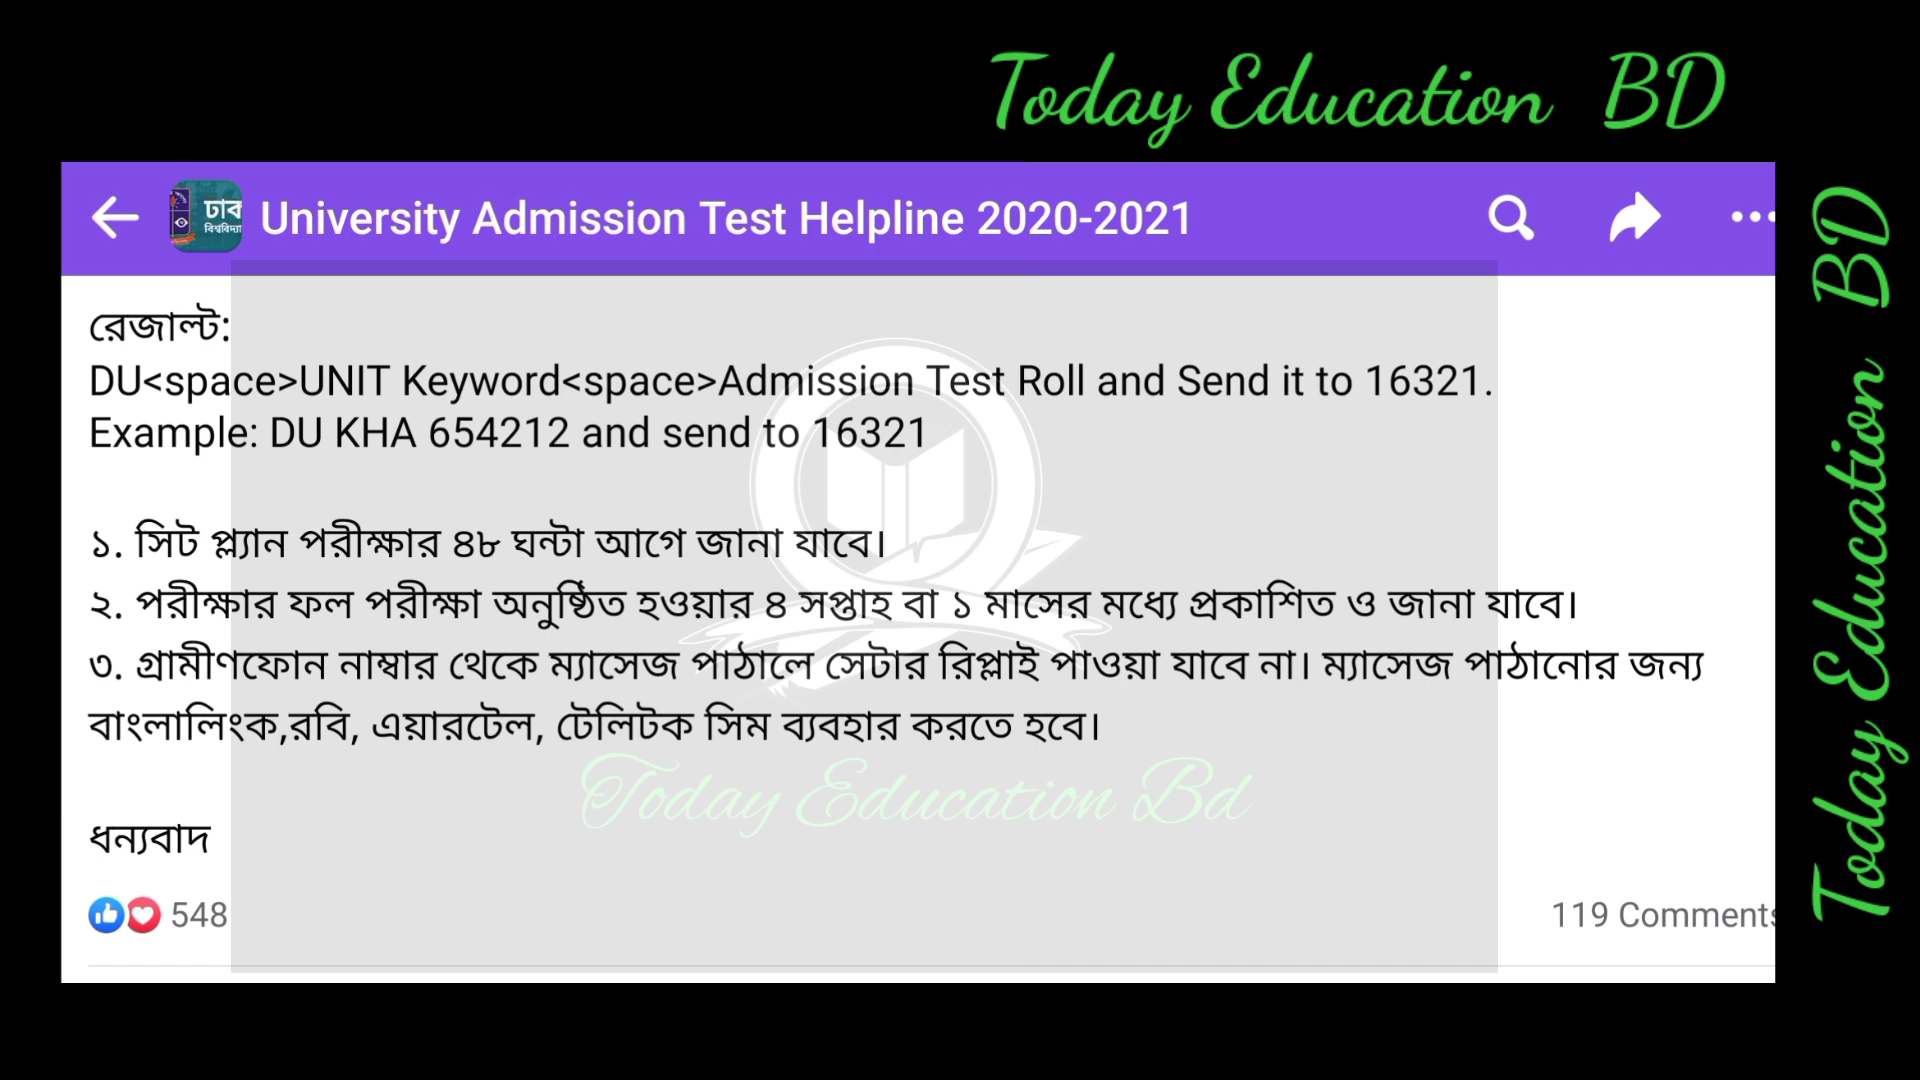 Today Education BD
ঢাক
বিশ্ববিদ্যা
University Admission Test Helpline 2020-2021
রেজাল্ট:
DU<space>UNIT Keyword<space>Admission Test Roll and Send it to 16321.
Example: DU KHA 654212 and send to 16321
১. সিট প্ল্যান পরীক্ষার ৪৮ ঘন্টা আগে জানা যাবে।
২. পরীক্ষার ফল পরীক্ষা অনুষ্ঠিত হওয়ার ৪ সপ্তাহ বা ১ মাসের মধ্যে প্রকাশিত ও জানা যাবে।
৩. গ্রামীণফোন নাম্বার থেকে ম্যাসেজ পাঠালে সেটার রিপ্লাই পাওয়া যাবে না। ম্যাসেজ পাঠানোর জন্য
বাংলালিংক,রবি, এয়ারটেল, টেলিটক সিম ব্যবহার করতে হবে।
Today Education Bd
ধন্যবাদ
548
119 Comments
Today Education BD